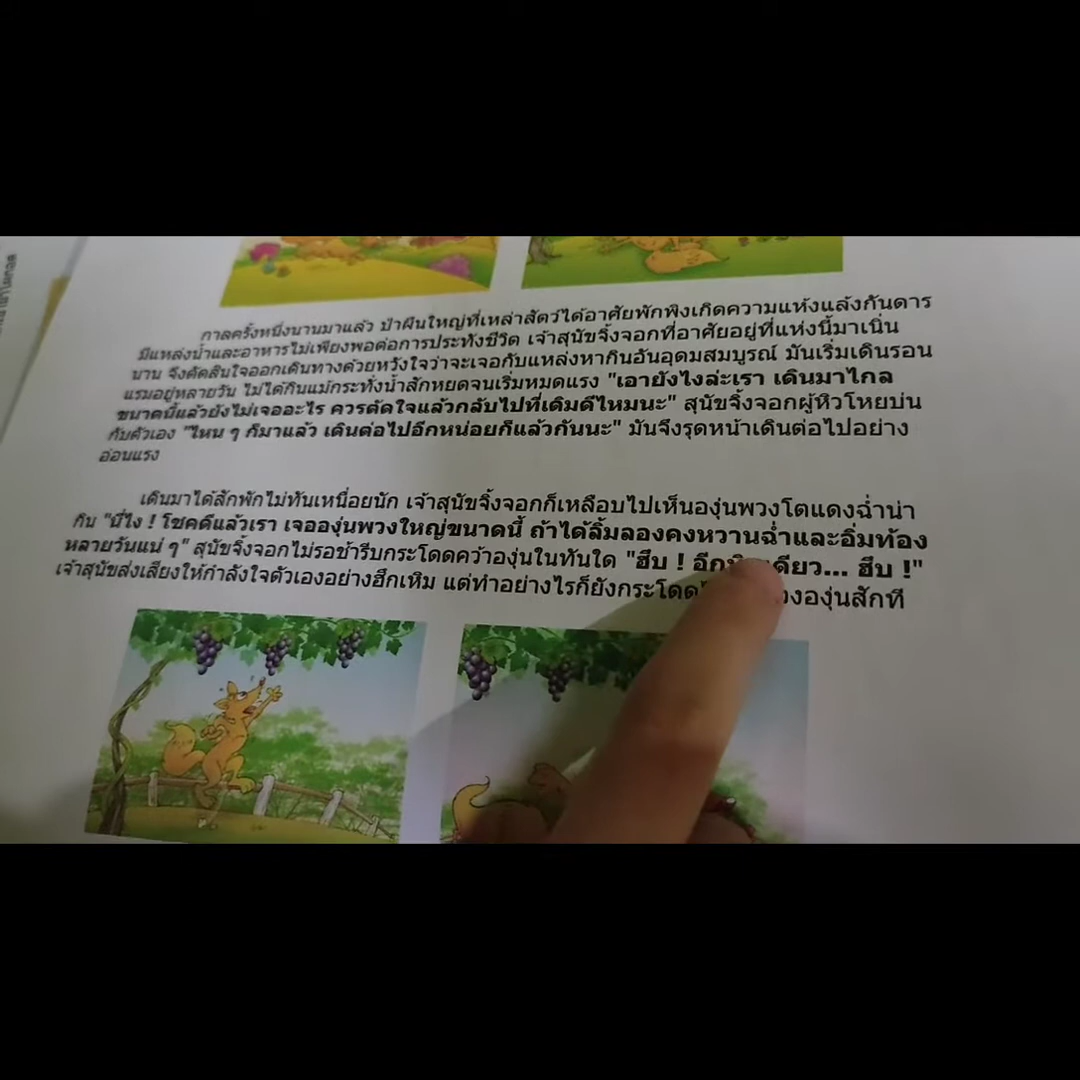 กาลครั้งหนึ่งนานมาแล้ว ป่าผืนใหญ่ที่เหล่าสัตว์ได้อาศัยพักพิงเกิดความแห้งแล้งกันดาร
มีแหล่งน้ำและอาหารไม่เพียงพอต่อการประทังชีวิต เจ้าสุนัขจิ้งจอกที่อาศัยอยู่ที่แห่งนี้มาเนิ่น
นาน จึงตัดสินใจออกเดินทางด้วยหวังใจว่าจะเจอกับแหล่งหากินอันอุดมสมบูรณ์ มันเริ่มเดินรอน
แรมอยู่หลายวัน ไม่ได้กินแม้กระทั่งน้ำสักหยดจนเริ่มหมดแรง "เอายังไงล่ะเรา เดินมาไกล
ขนาดนี้แล้วยังไม่เจออะไร ควรตัดใจแล้วกลับไปที่เดิมดีไหมนะ" สุนัขจิ้งจอกผู้หิวโหยบ่น
กับตัวเอง "ไหน ๆ ก็มาแล้ว เดินต่อไปอีกหน่อยก็แล้วกันนะ" มันจึงรุดหน้าเดินต่อไปอย่าง
อ่อนแรง
เดินมาได้สักพักไม่ทันเหนื่อยนัก เจ้าสุนัขจิ้งจอกก็เหลือบไปเห็นองุ่นพวงโตแดงฉ่ำน่า
กิน "นี่ไง ! โชคดีแล้วเรา เจอองุ่นพวงใหญ่ขนาดนี้ ถ้าได้ลิ้มลองคงหวานฉ่ำและอิ่มท้อง
หลายวันแน่ ๆ" สุนัขจิ้งจอกไม่รอช้ารีบกระโดดคว้าองุ่นในทันใด "ฮึบ ! อีก... ฮึบ !"
เจ้าสุนัขส่งเสียงให้กำลังใจตัวเองอย่างฮึกเหิม แต่ทำอย่างไรก็ยังกระโดด องุ่นสักที